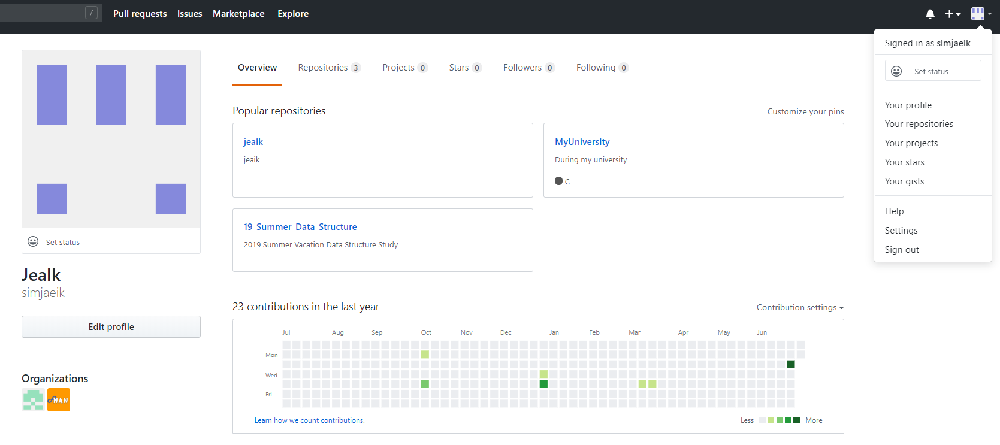 / Pull requests Issues Marketplace Explore
Signed in as simjaeik
Set status
Your profile
Your repositories
Your projects
Your stars
Your gists
Help
Settings
Sign out
Set status
JeaIk
simjaeik
Edit profile
Organizations
NAN
Overview Repositories 3 Projects 0 Stars 0 Followers 0 Following 0
Popular repositories Customize your pins
jeaik
jeaik
MyUniversity
During my university
C
19_Summer_Data_Structure
2019 Summer Vacation Data Structure Study
23 contributions in the last year Contribution settings
Jul Aug Sep Oct Nov Dec Jan Feb Mar Apr May Jun
Mon
Wed
Fri
Learn how we count contributions. Less More